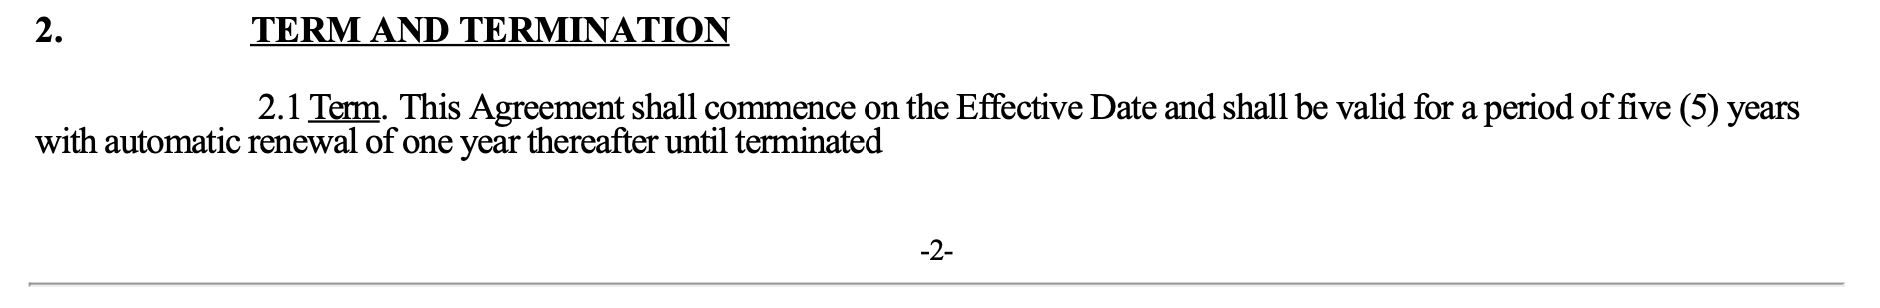 2. TERM AND TERMINATION
2.1 Term. This Agreement shall commence on the Effective Date and shall be valid for a period of five (5) years
with automatic renewal of one year thereafter until terminated
-2-